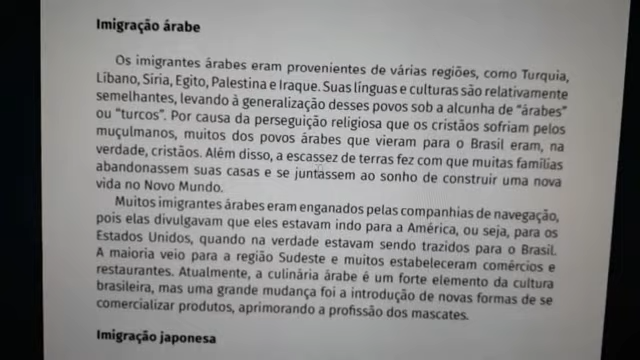 Imigração árabe
Os imigrantes árabes eram provenientes de várias regiões, como Turquia,
Líbano, Síria, Egito, Palestina e Iraque. Suas línguas e culturas são relativamente
semelhantes, levando à generalização desses povos sob a alcunha de “árabes”
ou “turcos”. Por causa da perseguição religiosa que os cristãos sofriam pelos
muçulmanos, muitos dos povos árabes que vieram para o Brasil eram, na
verdade, cristãos. Além disso, a escassez de terras fez com que muitas famílias
abandonassem suas casas e se juntassem ao sonho de construir uma nova
vida no Novo Mundo.
Muitos imigrantes árabes eram enganados pelas companhias de navegação,
pois elas divulgavam que eles estavam indo para a América, ou seja, para os
Estados Unidos, quando na verdade estavam sendo trazidos para o Brasil.
A maioria veio para a região Sudeste e muitos estabeleceram comércios e
restaurantes. Atualmente, a culinária árabe é um forte elemento da cultura
brasileira, mas uma grande mudança foi a introdução de novas formas de se
comercializar produtos, aprimorando a profissão dos mascates.
Imigração japonesa